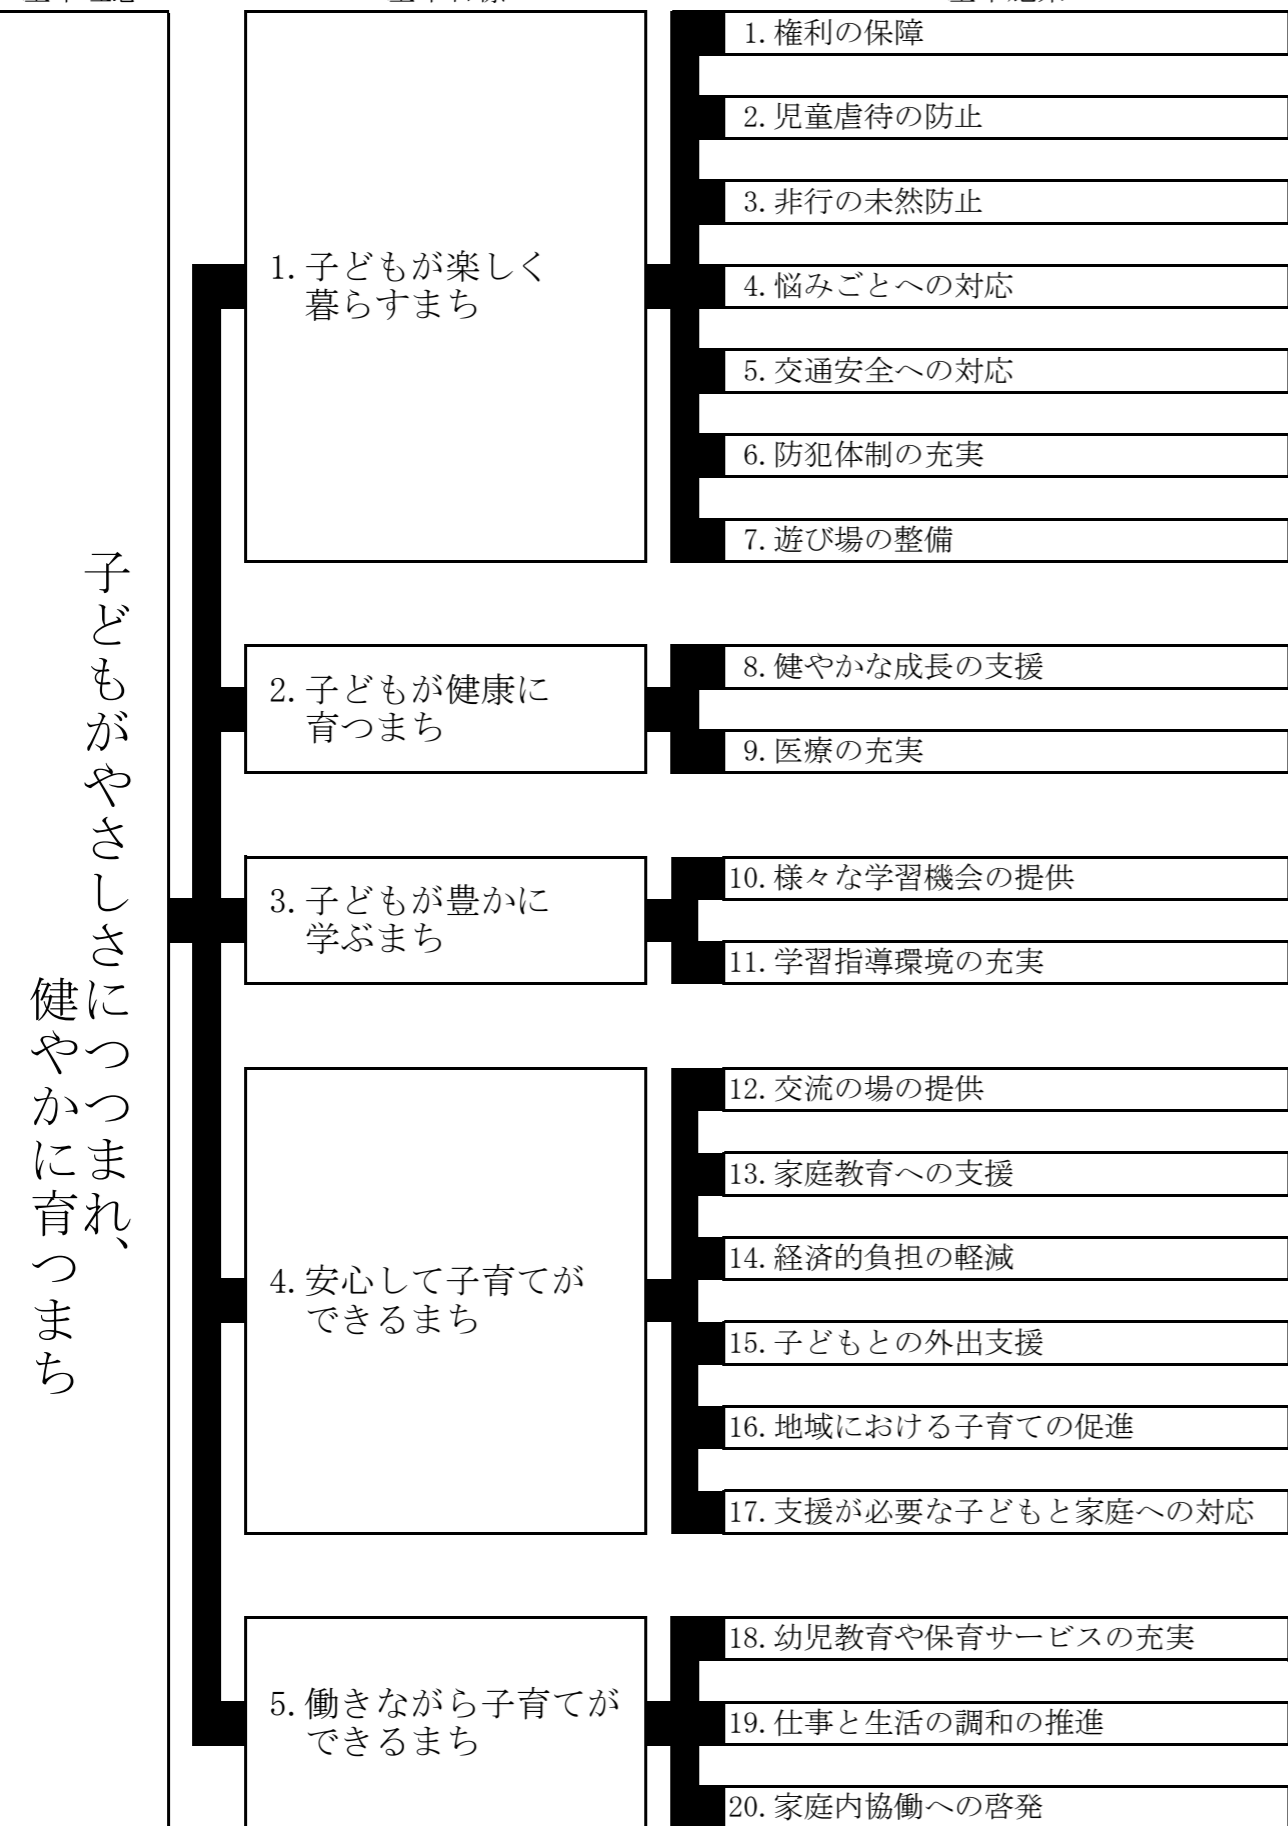 子どもがやさしさにつつまれ、
健やかに育つまち
1.子どもが楽しく
暮らすまち
1.権利の保障
2.児童虐待の防止
3.非行の未然防止
4.悩みごとへの対応
5.交通安全への対応
6.防犯体制の充実
7.遊び場の整備
2.子どもが健康に
育つまち
8.健やかな成長の支援
9.医療の充実
3.子どもが豊かに
学ぶまち
10.様々な学習機会の提供
11.学習指導環境の充実
4.安心して子育てが
できるまち
12.交流の場の提供
13.家庭教育への支援
14.経済的負担の軽減
15.子どもとの外出支援
16.地域における子育ての促進
17.支援が必要な子どもと家庭への対応
5.働きながら子育てが
できるまち
18.幼児教育や保育サービスの充実
19.仕事と生活の調和の推進
20.家庭内協働への啓発